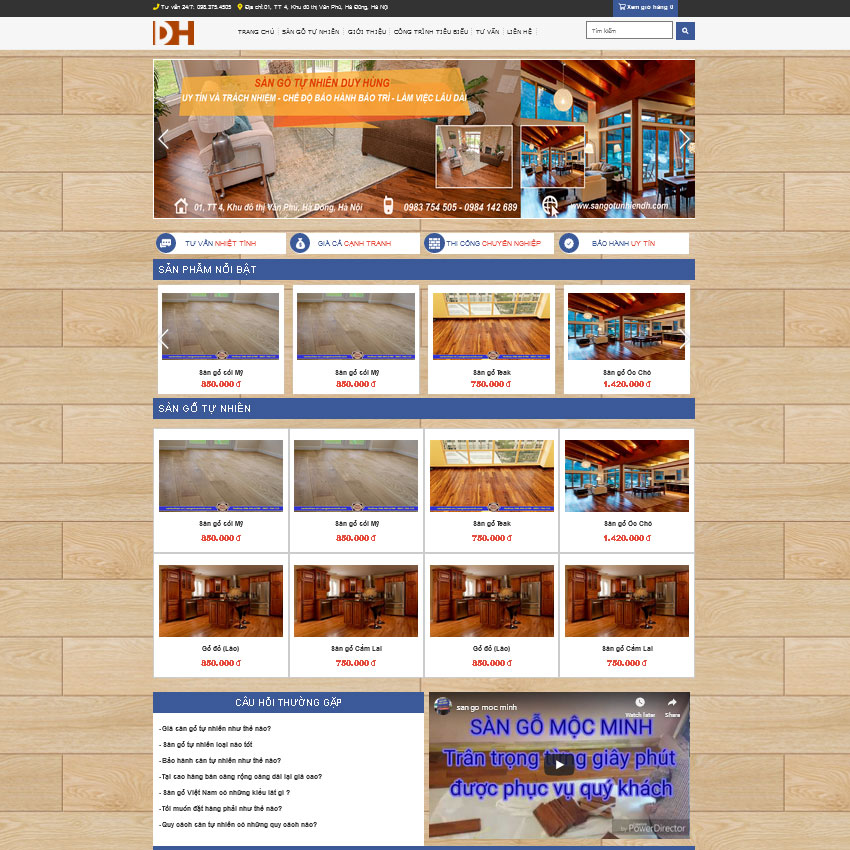 Tư vấn 24/7: 098.375.4505 Địa chỉ:01, TT 4, Khu đô thị Văn Phú, Hà Đông, Hà Nội
Xem giỏ hàng 0
DH
TRANG CHỦ SÀN GỖ TỰ NHIÊN GIỚI THIỆU CÔNG TRÌNH TIÊU BIỂU TƯ VẤN LIÊN HỆ
Tìm kiếm
SÀN GỖ TỰ NHIÊN DUY HÙNG
UY TÍN VÀ TRÁCH NHIỆM - CHẾ ĐỘ BẢO HÀNH BẢO TRÌ - LÀM VIỆC LÂU DÀI
01, TT 4, Khu đô thị Văn Phú, Hà Đông, Hà Nội
0983 754 505 - 0984 142 689
www.sangotunhiendh.com
TƯ VẤN NHIỆT TÌNH
GIÁ CẢ CẠNH TRANH
THI CÔNG CHUYÊN NGHIỆP
BẢO HÀNH UY TÍN
SẢN PHẨM NỔI BẬT
Sàn gỗ sồi Mỹ
850.000 đ
Sàn gỗ sồi Mỹ
850.000 đ
Sàn gỗ Teak
750.000 đ
Sàn gỗ Óc Chó
1.420.000 đ
SÀN GỖ TỰ NHIÊN
Sàn gỗ sồi Mỹ
850.000 đ
Sàn gỗ sồi Mỹ
850.000 đ
Sàn gỗ Teak
750.000 đ
Sàn gỗ Óc Chó
1.420.000 đ
Gõ đỏ (Lào)
850.000 đ
Sàn gỗ Cẩm Lai
750.000 đ
Gõ đỏ (Lào)
850.000 đ
Sàn gỗ Cẩm Lai
750.000 đ
CÂU HỎI THƯỜNG GẶP
-Giá sàn gỗ tự nhiên như thế nào?
- Sàn gỗ tự nhiên loại nào tốt
-Bảo hành sàn tự nhiên như thế nào?
-Tại sao hàng bản càng rộng càng dài lại giá cao?
- Sàn gỗ Việt Nam có những kiểu lát gì ?
-Tôi muốn đặt hàng phải như thế nào?
-Quy cách sàn tự nhiên có những quy cách nào?
san go moc minh
Watch later
Share
SÀN GỖ MỘC MINH
Trân trọng từng giây phút
được phục vụ quý khách
by PowerDirector